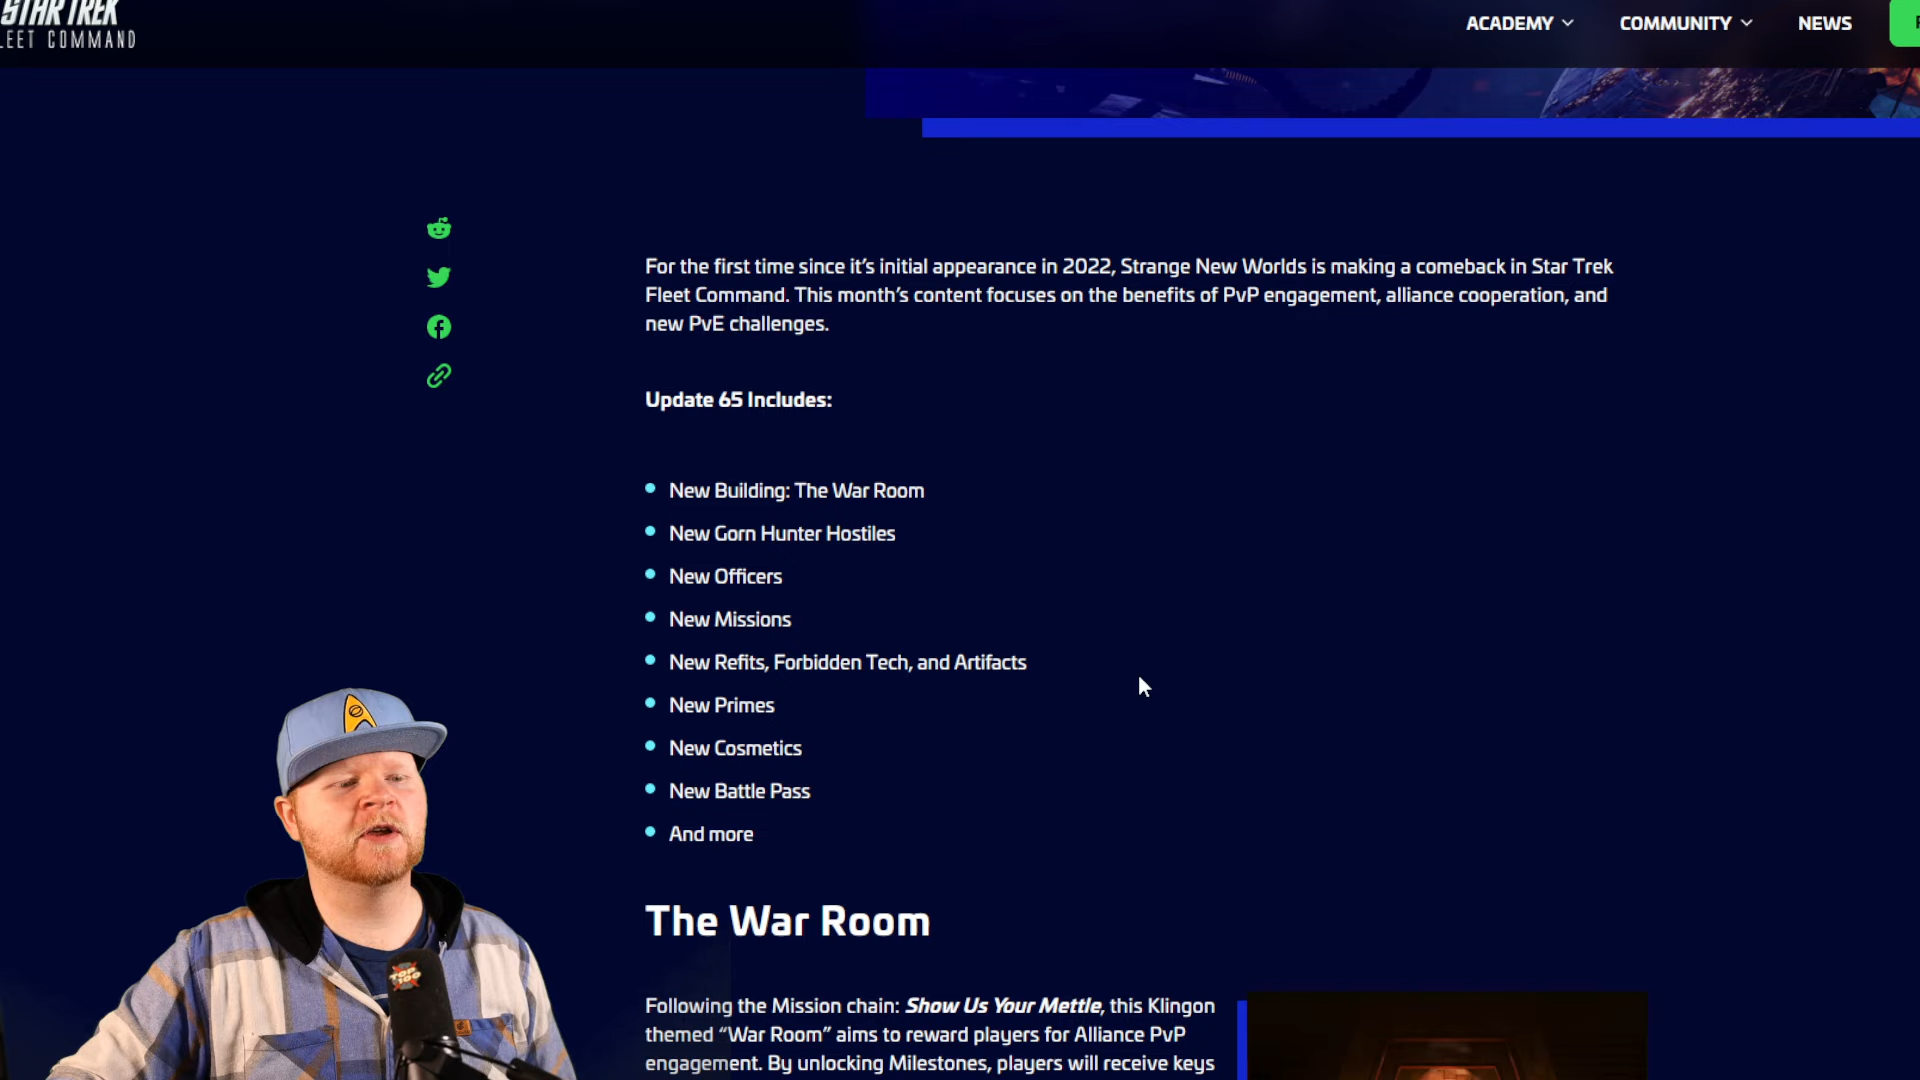 STAR TREK
FLEET COMMAND
ACADEMY
COMMUNITY
NEWS
For the first time since it's initial appearance in 2022, Strange New Worlds is making a comeback in Star Trek
Fleet Command. This month's content focuses on the benefits of PvP engagement, alliance cooperation, and
new PvE challenges.
Update 65 Includes:
New Building: The War Room
New Gorn Hunter Hostiles
New Officers
New Missions
New Refits, Forbidden Tech, and Artifacts
New Primes
New Cosmetics
New Battle Pass
And more
The War Room
Following the Mission chain: Show Us Your Mettle, this Klingon
themed “War Room” aims to reward players for Alliance PvP
engagement. By unlocking Milestones, players will receive keys
TOP
100